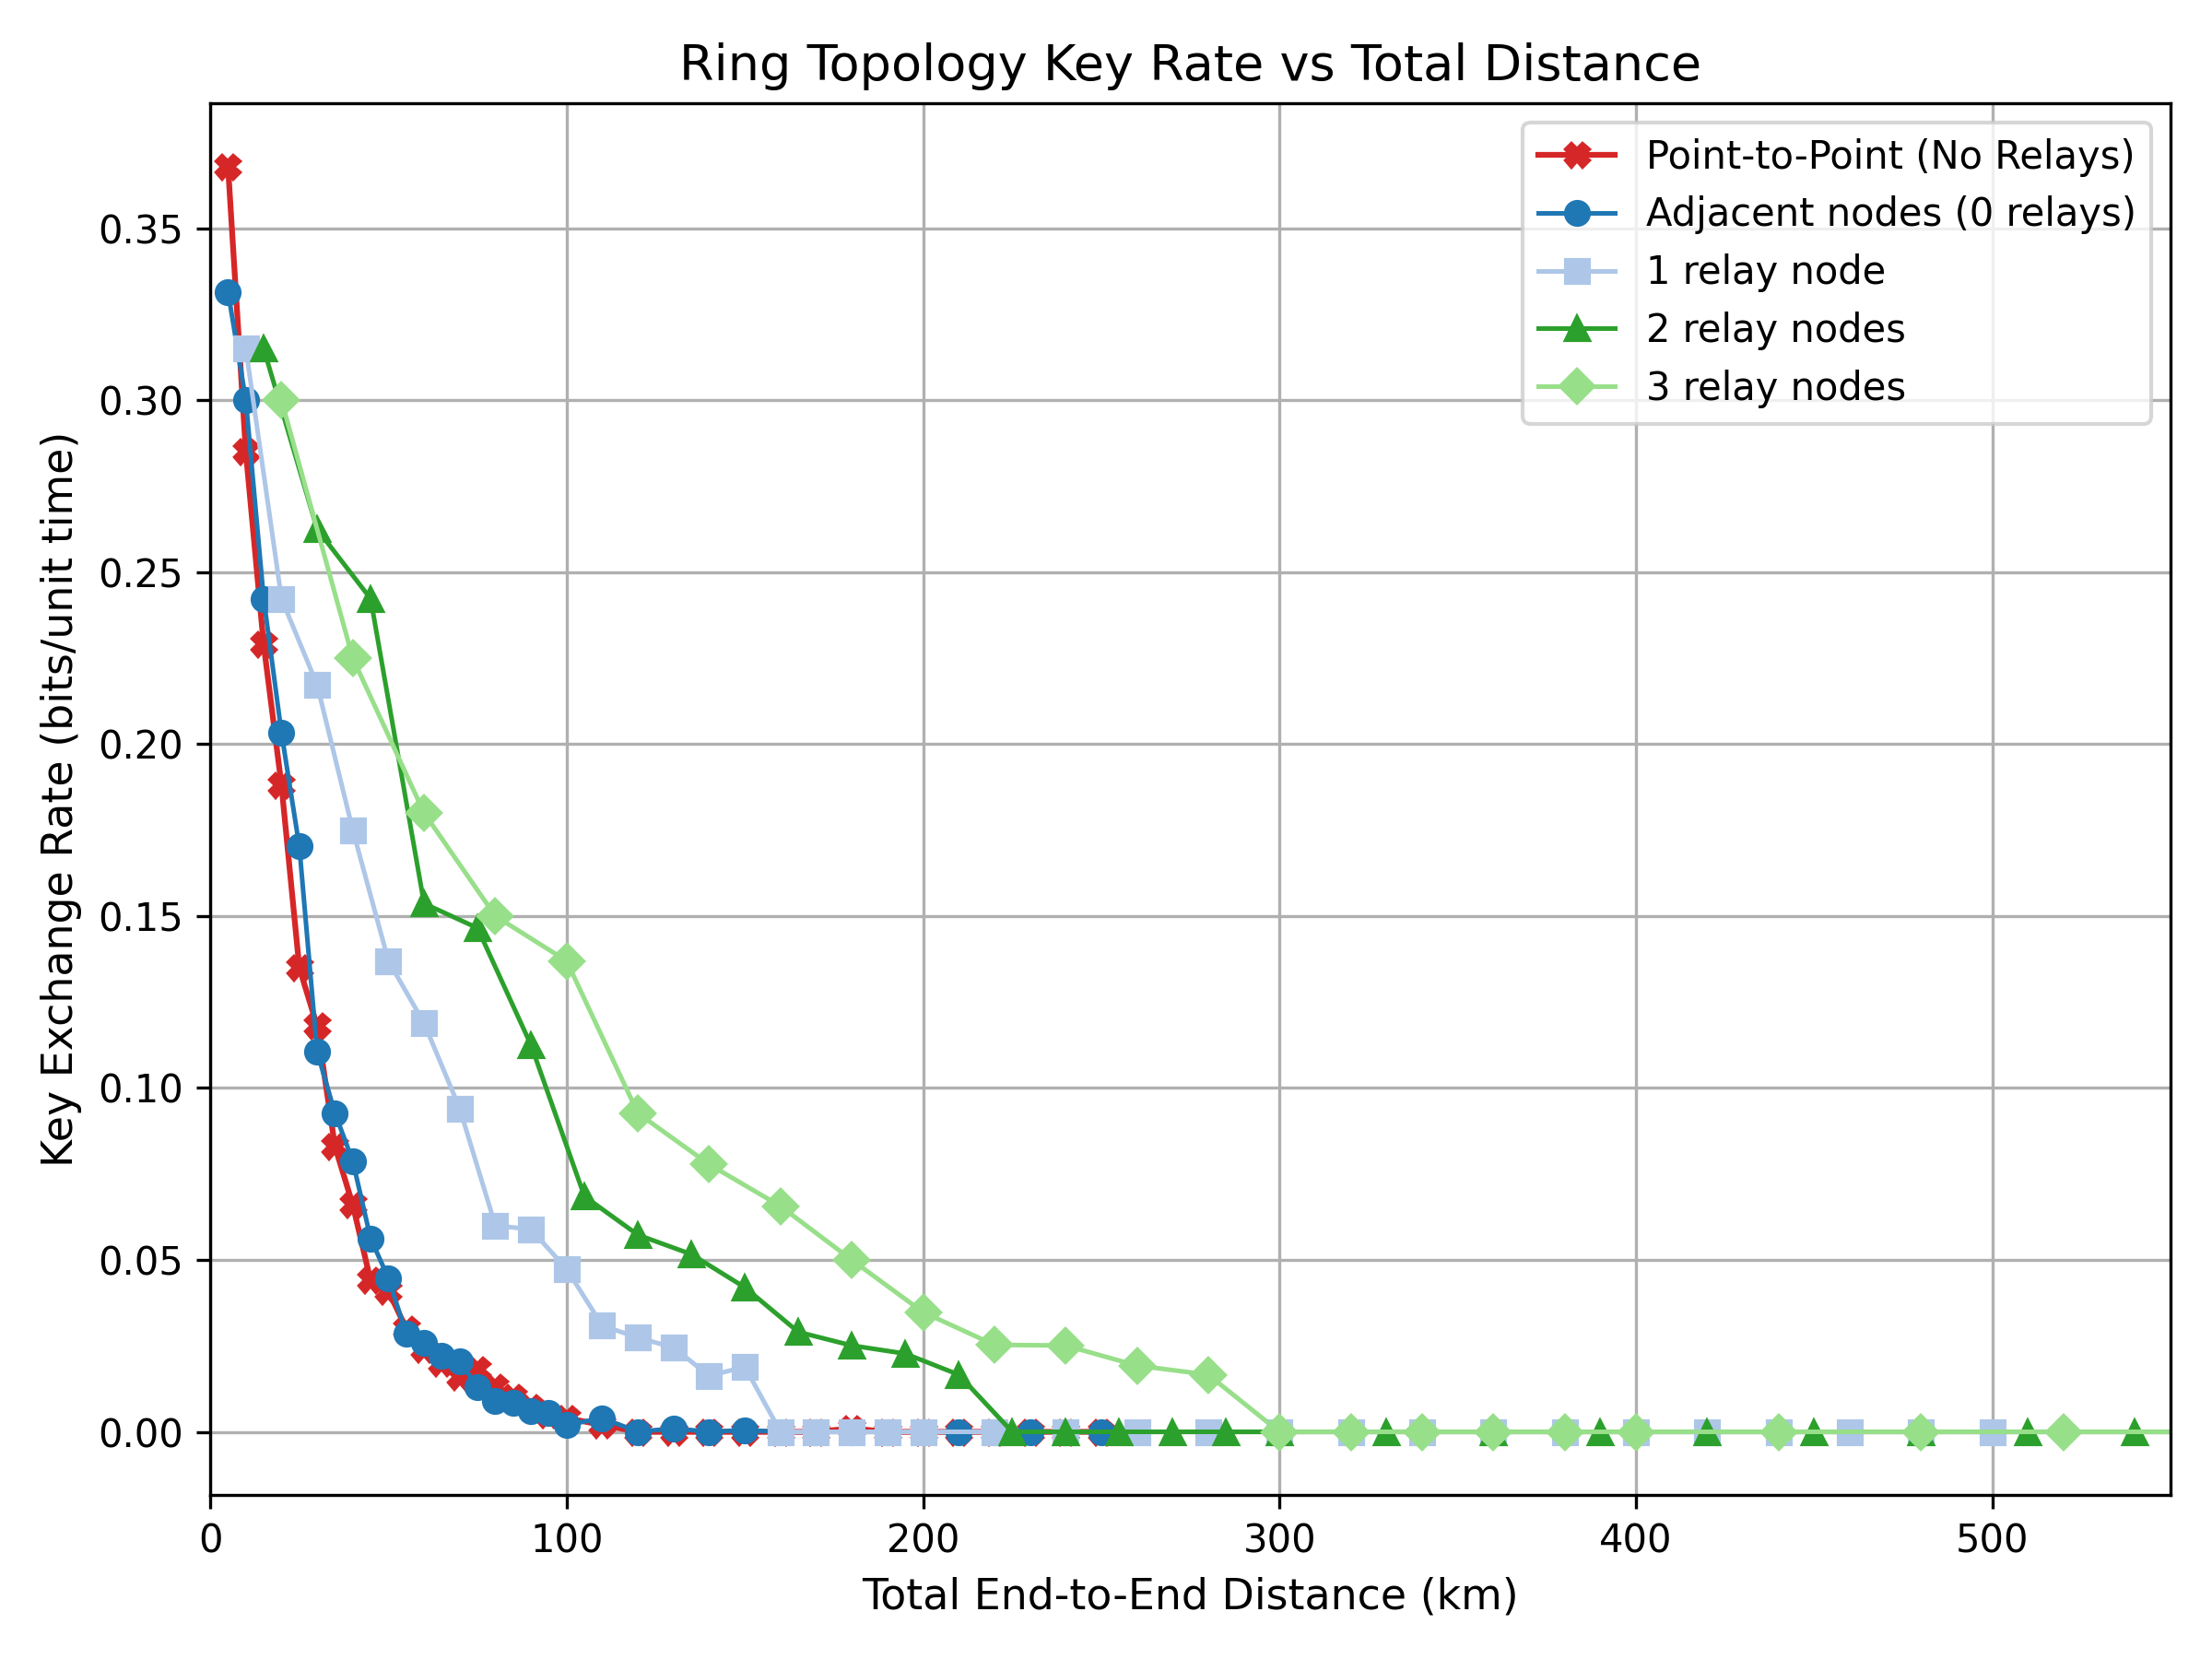 Ring Topology Key Rate vs Total Distance
Point-to-Point (No Relays)
Adjacent nodes (0 relays)
1 relay node
2 relay nodes
3 relay nodes
Key Exchange Rate (bits/unit time)
0.35
0.30
0.25
0.20
0.15
0.10
0.05
0.00
0 100 200 300 400 500
Total End-to-End Distance (km)